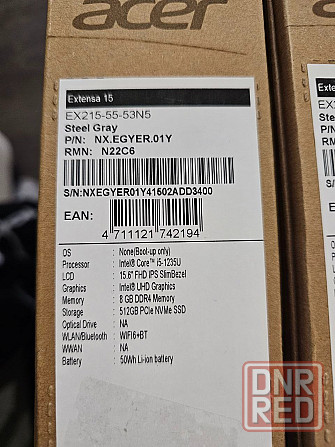 acer
Extensa 15
EX215-55-53N5
Steel Gray
P/N: NX.EGYER.01Y
RMN: N22C6
S/N:NXEGYER01Y41602ADD3400
EAN:
4 711121 742194
OS : None(Boot-up only)
Processor : Intel® Core™ i5-1235U
LCD : 15.6" FHD IPS SlimBezel
Graphics : Intel® UHD Graphics
Memory : 8 GB DDR4 Memory
Storage : 512GB PCIe NVMe SSD
Optical Drive : NA
WLAN/Bluetooth : WIFI6+BT
WWAN : NA
Battery : 50Wh Li-ion battery
DNR
RED